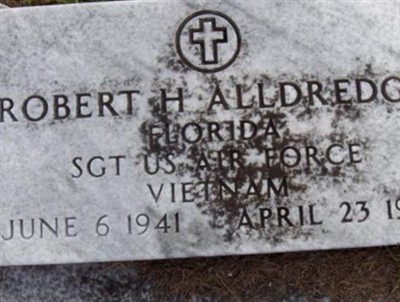 ROBERT H ALLDREDG
FLORIDA
SGT US AIR FORCE
VIETNAM
JUNE 6 1941 APRIL 23 19